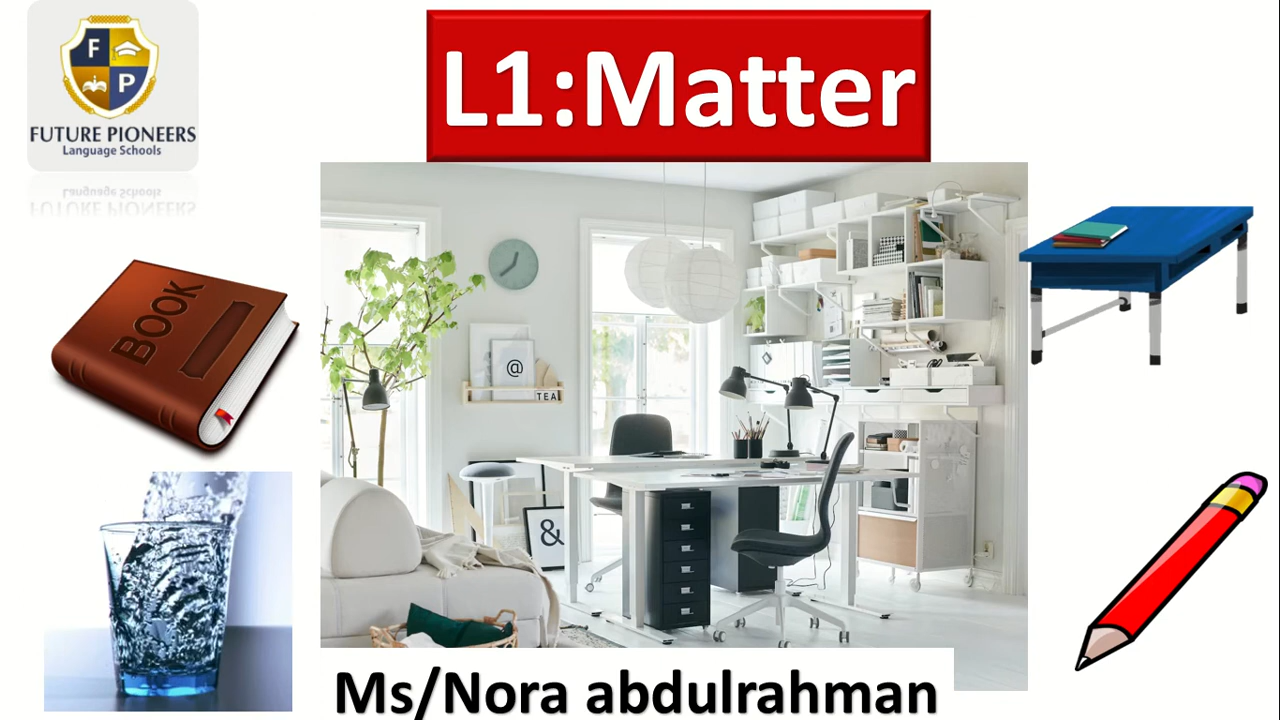 F
P
FUTURE PIONEERS
Language Schools
L1:Matter
BOOK
@
TEA
&
Ms/Nora abdulrahman